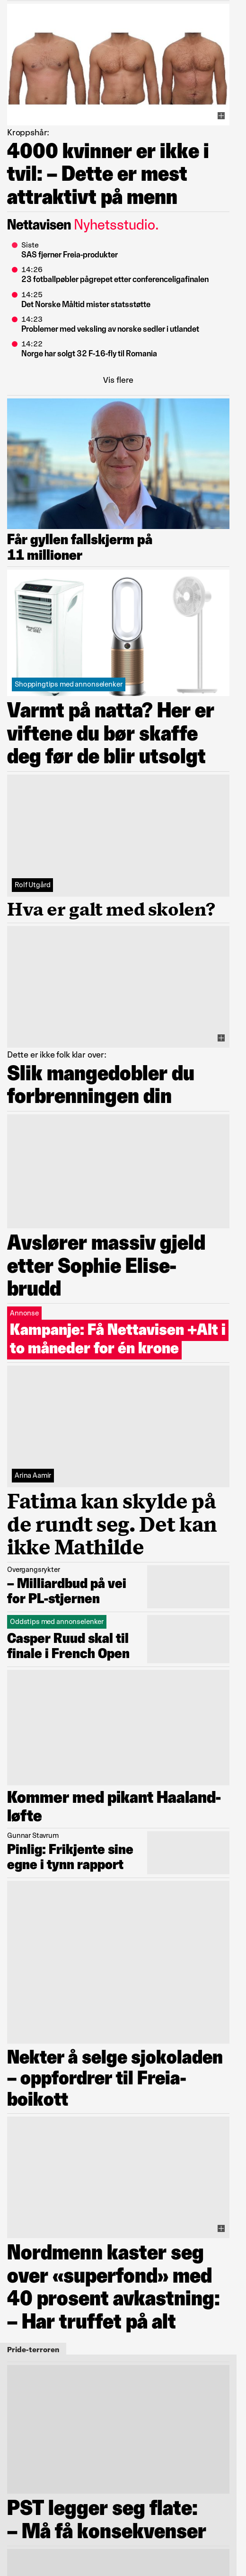 Kroppshår:
4000 kvinner er ikke i
tvil: – Dette er mest
attraktivt på menn
Nettavisen Nyhetsstudio.
Siste
SAS fjerner Freia-produkter
14:26
23 fotballpøbler pågrepet etter conferenceligafinalen
14:25
Det Norske Måltid mister statsstøtte
14:23
Problemer med veksling av norske sedler i utlandet
14:22
Norge har solgt 32 F-16-fly til Romania
Vis flere
Får gyllen fallskjerm på
11 millioner
Shoppingtips med annonselenker
Varmt på natta? Her er
viftene du bør skaffe
deg før de blir utsolgt
Rolf Utgård
Hva er galt med skolen?
Dette er ikke folk klar over:
Slik mangedobler du
forbrenningen din
Avslører massiv gjeld
etter Sophie Elise-
brudd
Annonse
Kampanje: Få Nettavisen +Alt i
to måneder for én krone
Arina Aamir
Fatima kan skylde på
de rundt seg. Det kan
ikke Mathilde
Overgangsrykter
– Milliardbud på vei
for PL-stjernen
Oddstips med annonselenker
Casper Ruud skal til
finale i French Open
Kommer med pikant Haaland-
løfte
Gunnar Stavrum
Pinlig: Frikjente sine
egne i tynn rapport
Nekter å selge sjokoladen
– oppfordrer til Freia-
boikott
Nordmenn kaster seg
over «superfond» med
40 prosent avkastning:
– Har truffet på alt
Pride-terroren
PST legger seg flate:
– Må få konsekvenser